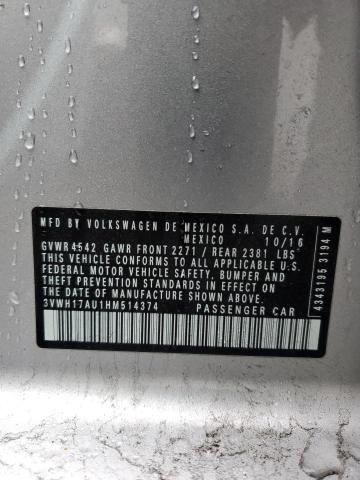 MFD BY VOLKSWAGEN DE MEXICO S.A. DE C.V.
MEXICO 10/16
GVWR 4542 GAWR FRONT 2271 / REAR 2381 LBS
THIS VEHICLE CONFORMS TO ALL APPLICABLE U.S.
FEDERAL MOTOR VEHICLE SAFETY, BUMPER AND
THEFT PREVENTION STANDARDS IN EFFECT ON
THE DATE OF MANUFACTURE SHOWN ABOVE.
3VWH17AU1HM514374 PASSENGER CAR
4343195 3194 M